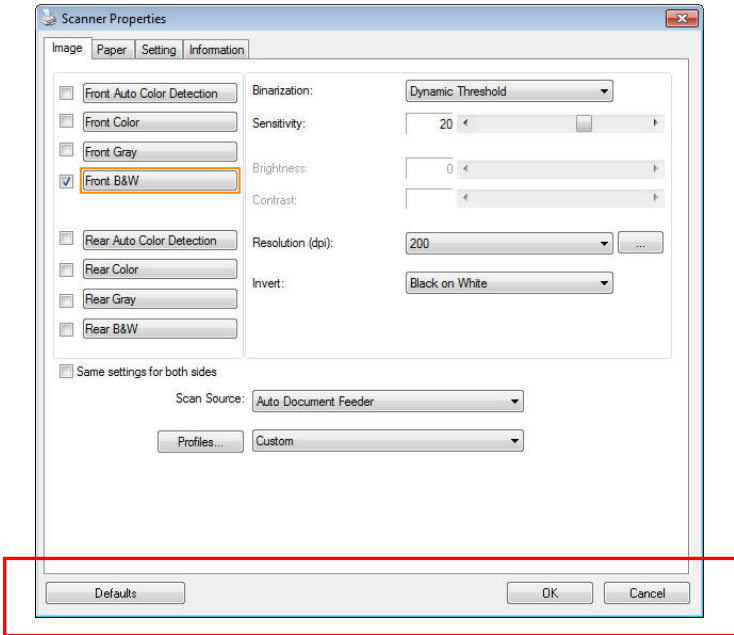 Scanner Properties
Image Paper Setting Information
Front Auto Color Detection
Front Color
Front Gray
Front B&W
Rear Auto Color Detection
Rear Color
Rear Gray
Rear B&W
Binarization: Dynamic Threshold
Sensitivity: 20
Brightness: 0
Contrast:
Resolution (dpi): 200 ...
Invert: Black on White
Same settings for both sides
Scan Source: Auto Document Feeder
Profiles... Custom
Defaults OK Cancel